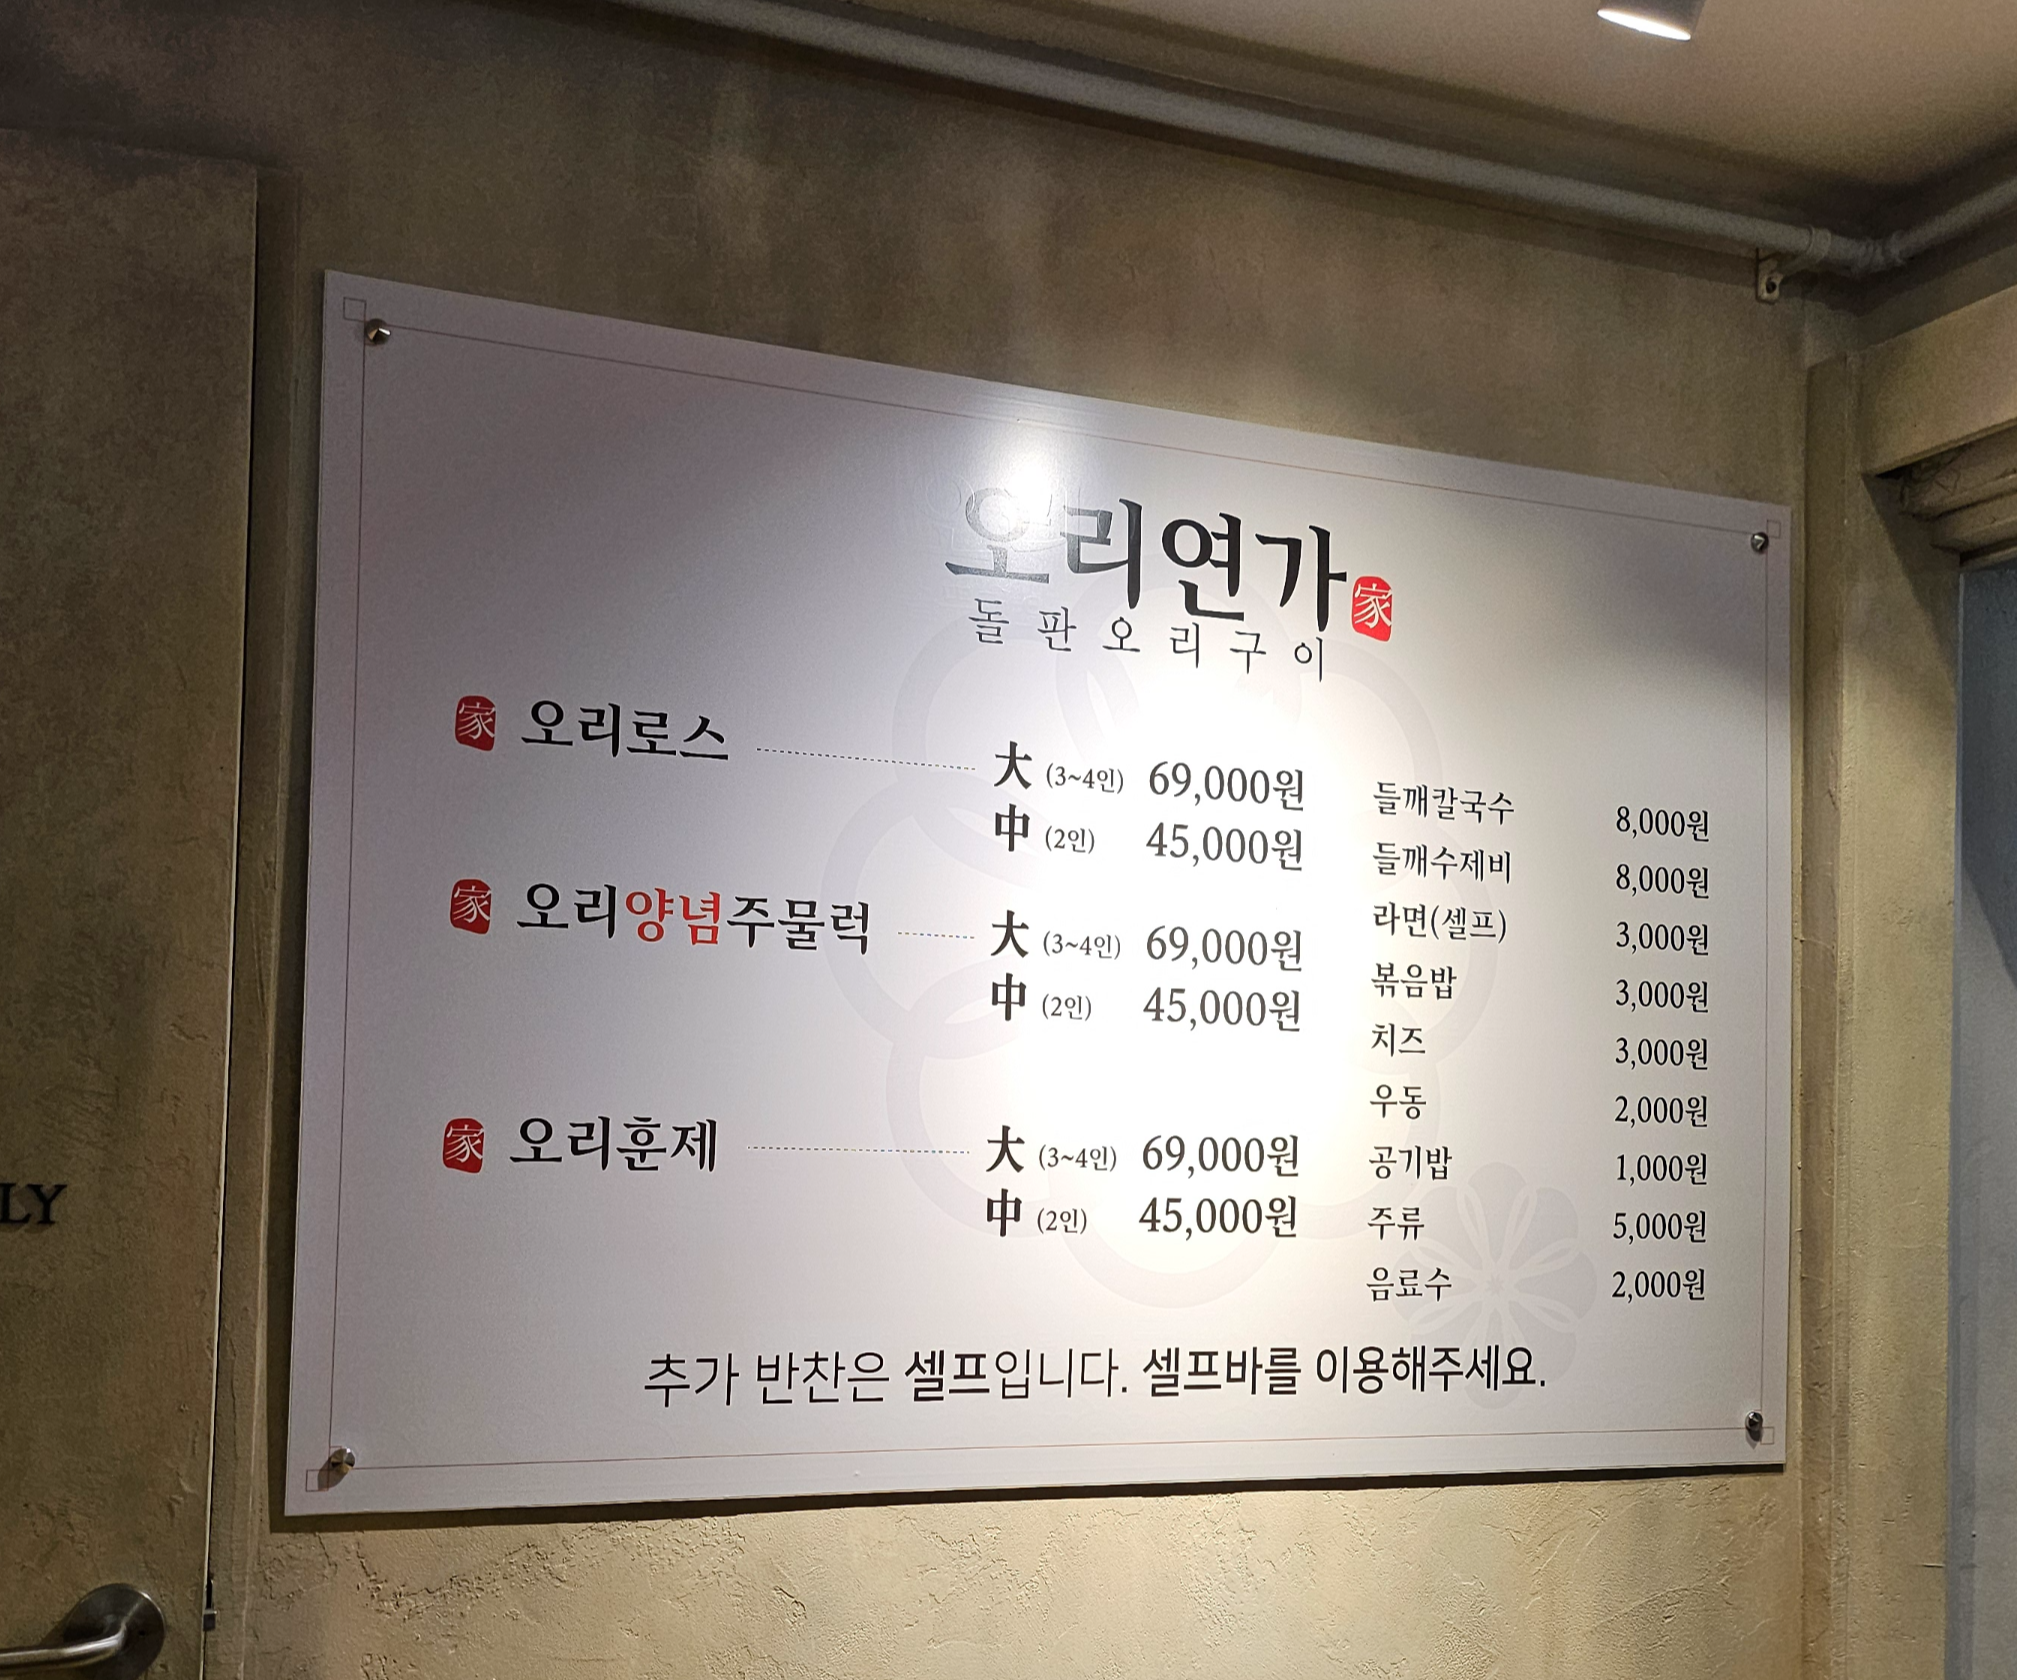 오리연가 家
돌판오리구이
家 오리로스 大 (3~4인) 69,000원
中 (2인) 45,000원
家 오리양념주물럭 大 (3~4인) 69,000원
中 (2인) 45,000원
家 오리훈제 大 (3~4인) 69,000원
中 (2인) 45,000원
들깨칼국수 8,000원
들깨수제비 8,000원
라면(셀프) 3,000원
볶음밥 3,000원
치즈 3,000원
우동 2,000원
공기밥 1,000원
주류 5,000원
음료수 2,000원
추가 반찬은 셀프입니다. 셀프바를 이용해주세요.
LY